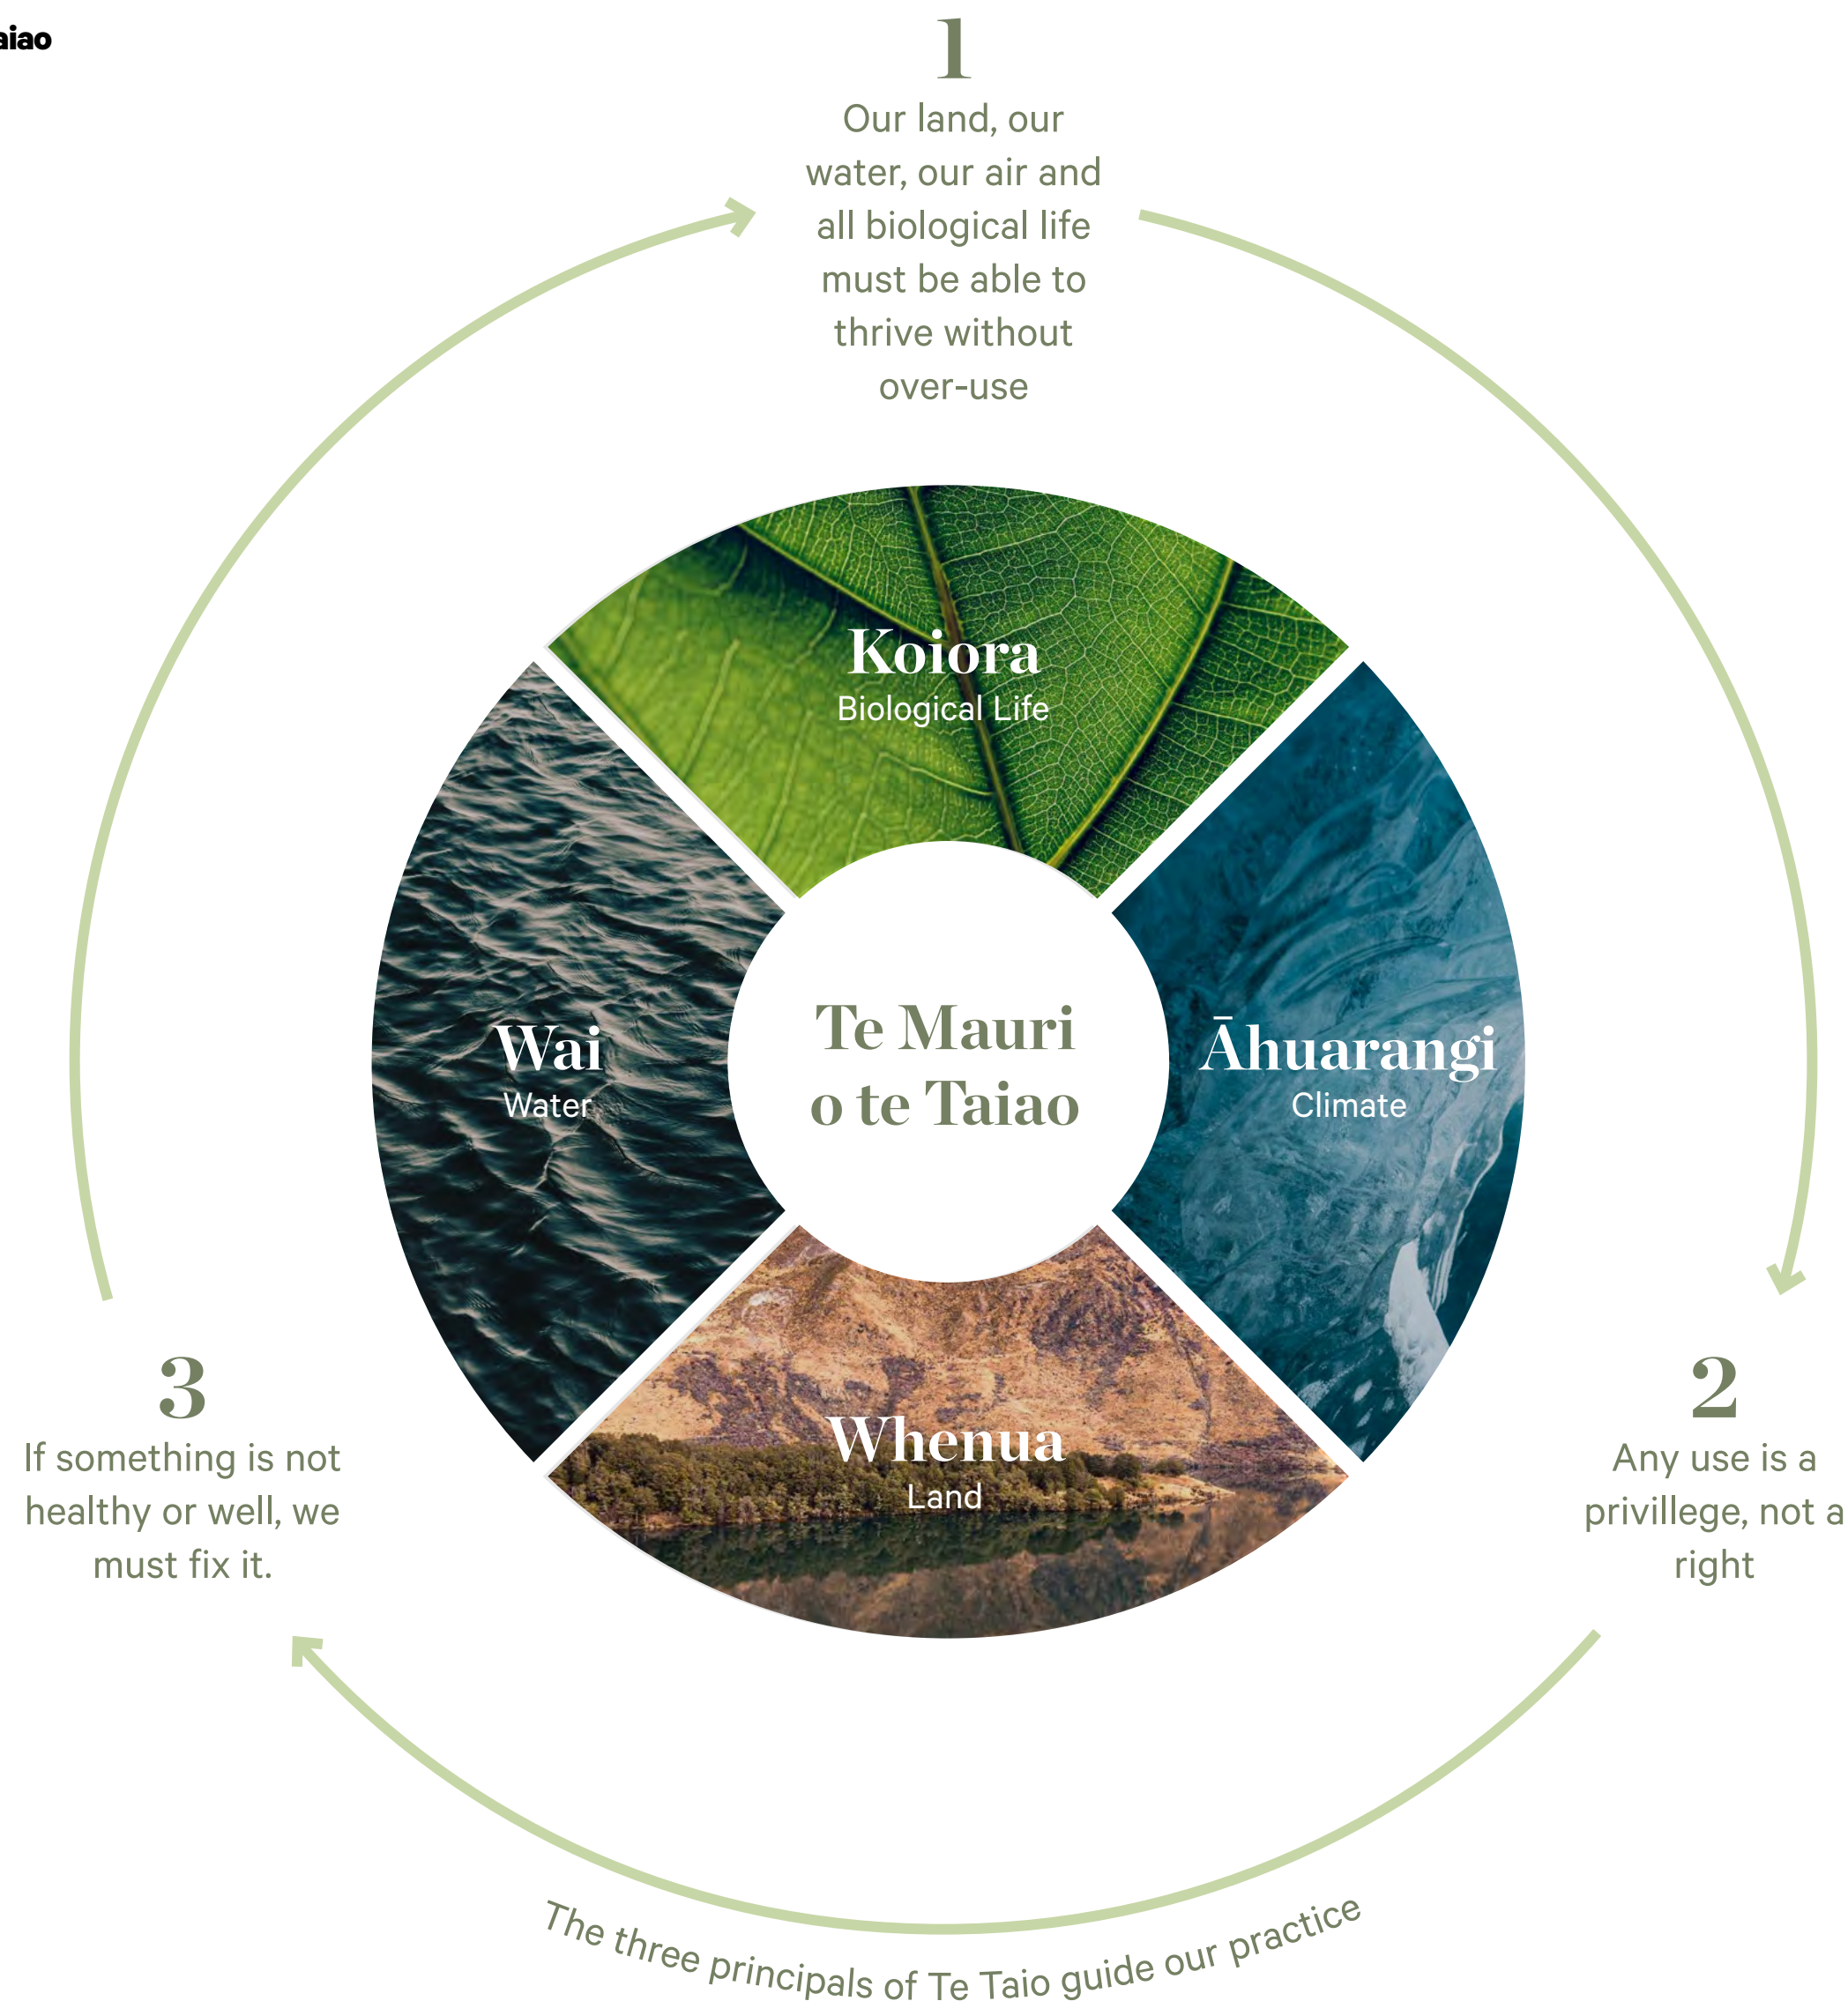 aiao
1
Our land, our
water, our air and
all biological life
must be able to
thrive without
over-use
Koiora
Biological Life
Wai
Water
Te Mauri
o te Taiao
Āhuarangi
Climate
Whenua
Land
2
Any use is a
privillege, not a
right
3
If something is not
healthy or well, we
must fix it.
The three principals of Te Taio guide our practice